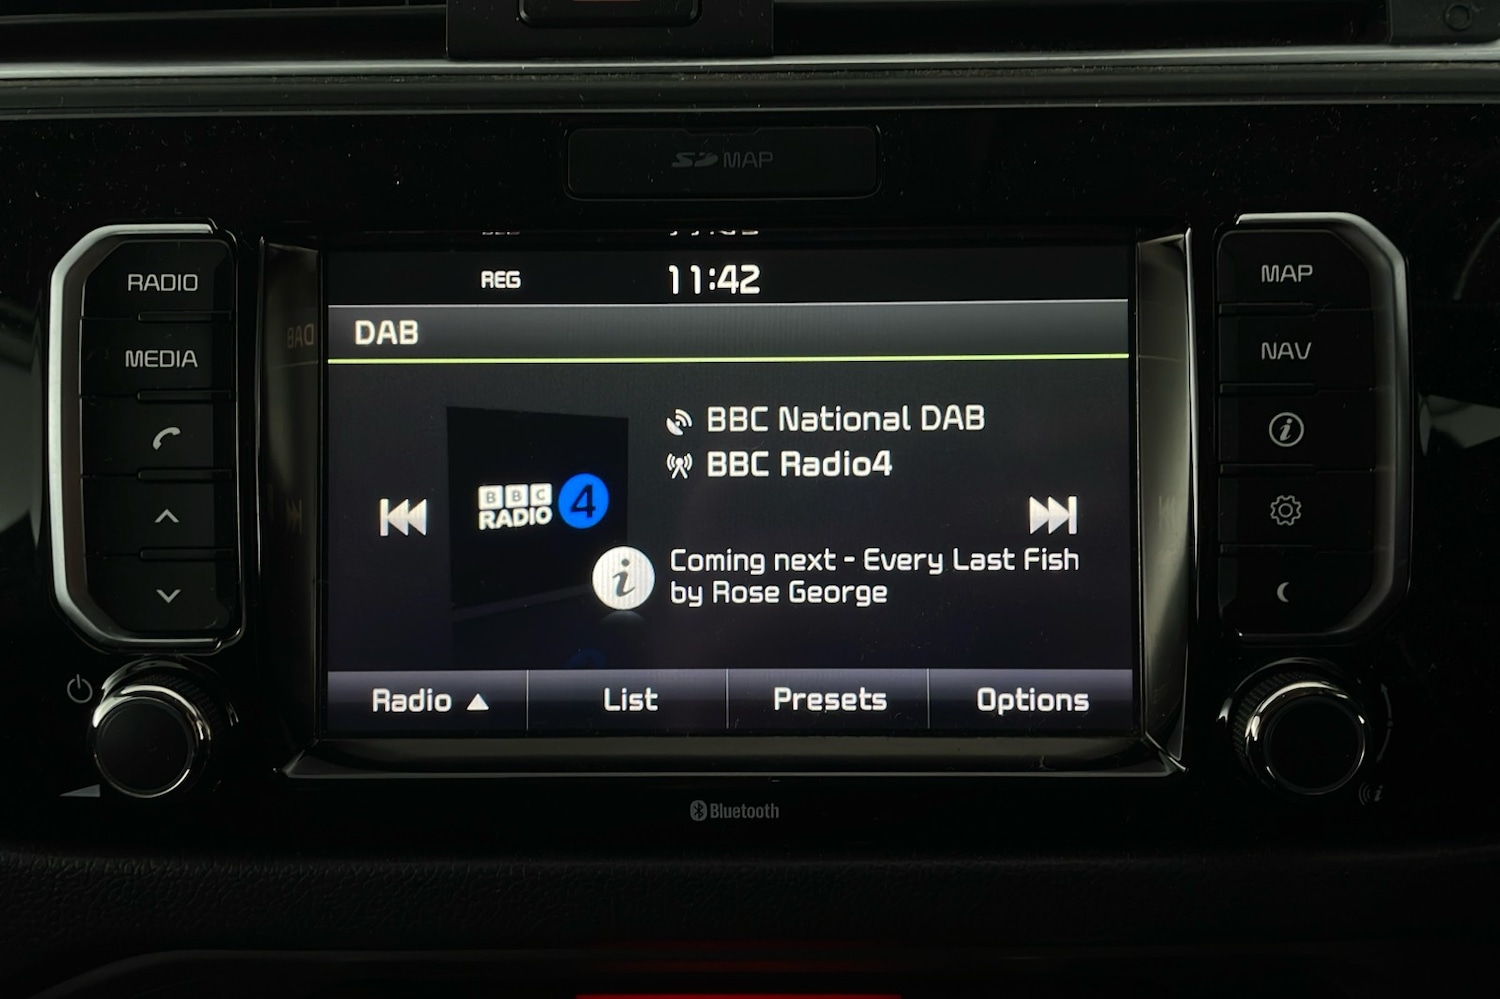 SD MAP
REG 11:42
DAB
RADIO
MEDIA
BBC National DAB
BBC Radio4
BBC
RADIO 4
i
Coming next - Every Last Fish
by Rose George
Radio ▲
List
Presets
Options
MAP
NAV
i
Bluetooth
i